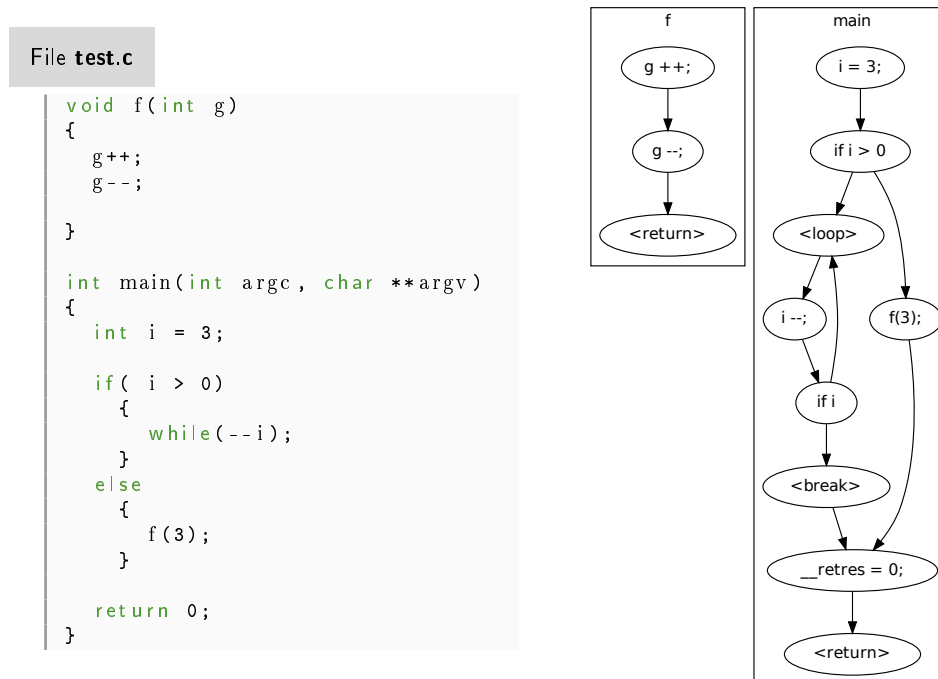 File test.c
void f(int g)
{
g++;
g--;
}
int main(int argc, char **argv)
{
int i = 3;
if( i > 0)
{
while(--i);
}
else
{
f(3);
}
return 0;
}
f
g ++;
g --;
<return>
main
i = 3;
if i > 0
<loop>
i --;
f(3);
if i
<break>
__retres = 0;
<return>